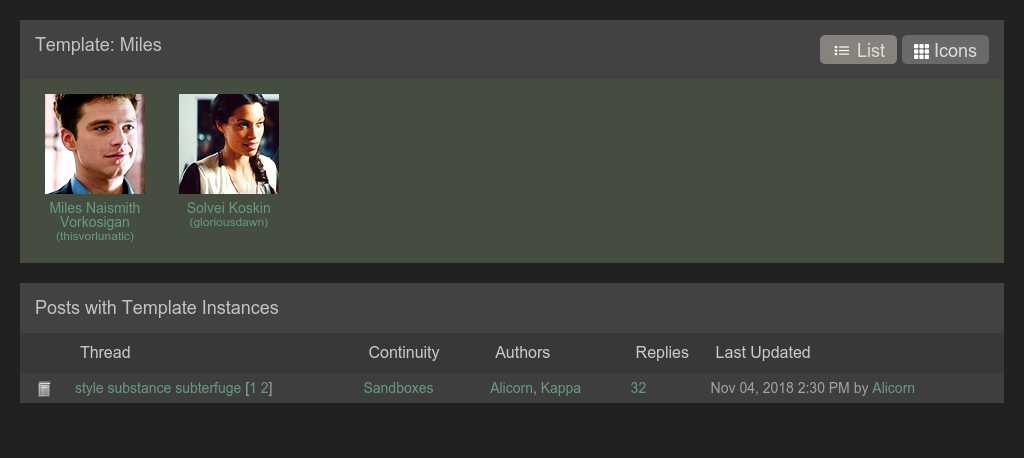 Template: Miles
List
Icons
Miles Naismith
Vorkosigan
(thisvorlunatic)
Solvei Koskin
(gloriousdawn)
Posts with Template Instances
Thread Continuity Authors Replies Last Updated
style substance subterfuge [1 2] Sandboxes Alicorn, Kappa 32 Nov 04, 2018 2:30 PM by Alicorn